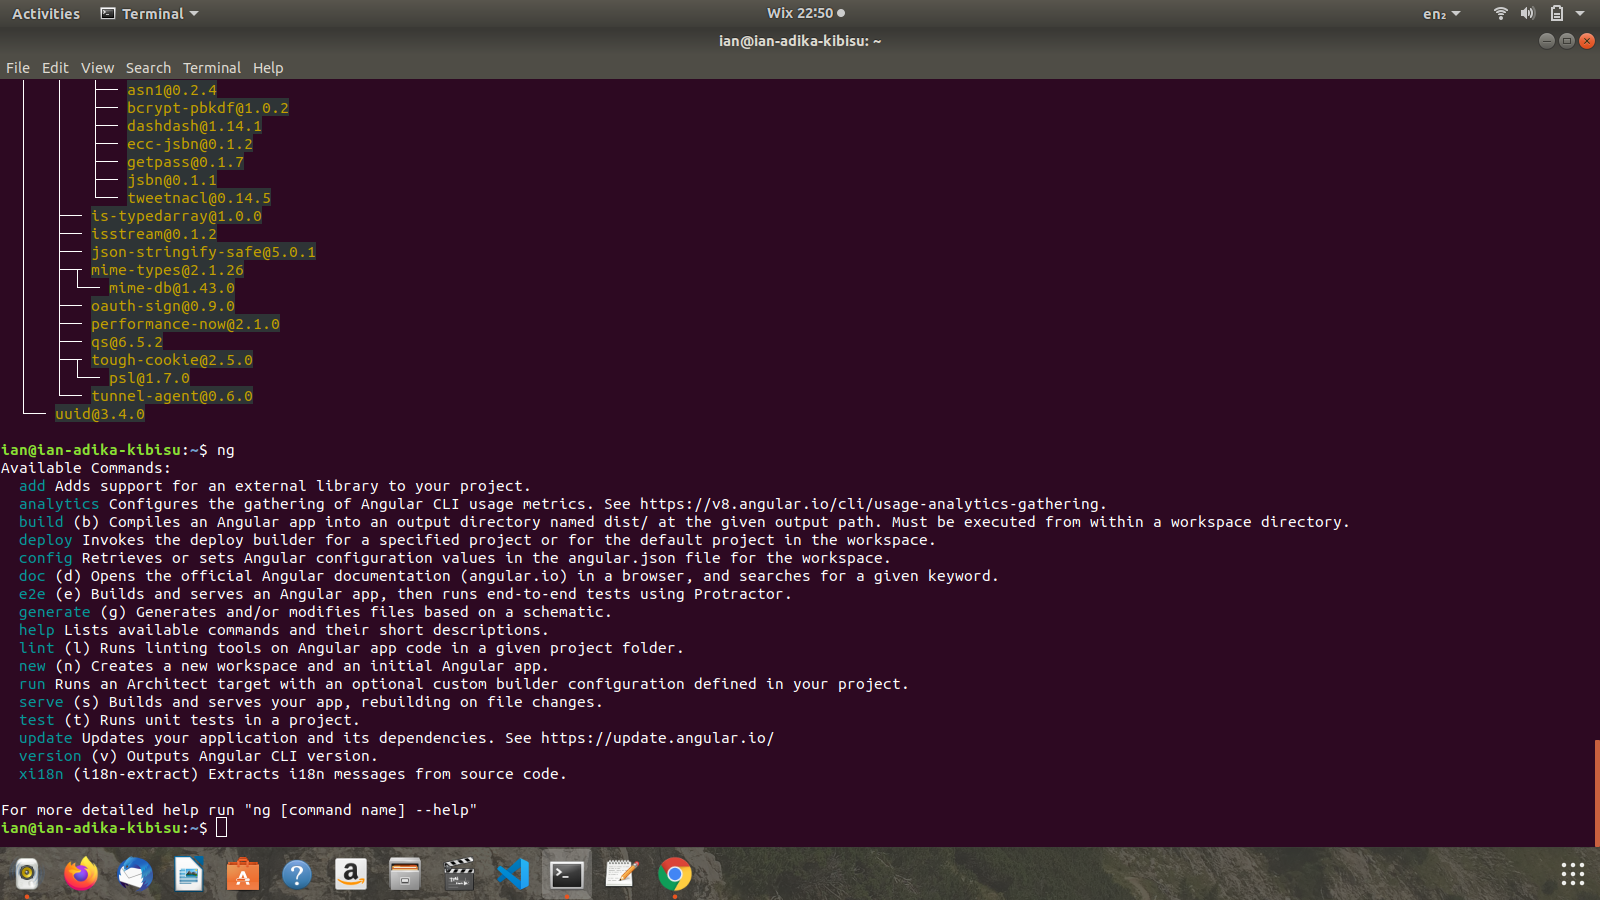 Activities Terminal Wix 22:50 en₂
ian@ian-adika-kibisu: ~
File Edit View Search Terminal Help
asn1@0.2.4
bcrypt-pbkdf@1.0.2
dashdash@1.14.1
ecc-jsbn@0.1.2
getpass@0.1.7
jsbn@0.1.1
tweetnacl@0.14.5
is-typedarray@1.0.0
isstream@0.1.2
json-stringify-safe@5.0.1
mime-types@2.1.26
mime-db@1.43.0
oauth-sign@0.9.0
performance-now@2.1.0
qs@6.5.2
tough-cookie@2.5.0
psl@1.7.0
tunnel-agent@0.6.0
uuid@3.4.0
ian@ian-adika-kibisu:~$ ng
Available Commands:
add Adds support for an external library to your project.
analytics Configures the gathering of Angular CLI usage metrics. See https://v8.angular.io/cli/usage-analytics-gathering.
build (b) Compiles an Angular app into an output directory named dist/ at the given output path. Must be executed from within a workspace directory.
deploy Invokes the deploy builder for a specified project or for the default project in the workspace.
config Retrieves or sets Angular configuration values in the angular.json file for the workspace.
doc (d) Opens the official Angular documentation (angular.io) in a browser, and searches for a given keyword.
e2e (e) Builds and serves an Angular app, then runs end-to-end tests using Protractor.
generate (g) Generates and/or modifies files based on a schematic.
help Lists available commands and their short descriptions.
lint (l) Runs linting tools on Angular app code in a given project folder.
new (n) Creates a new workspace and an initial Angular app.
run Runs an Architect target with an optional custom builder configuration defined in your project.
serve (s) Builds and serves your app, rebuilding on file changes.
test (t) Runs unit tests in a project.
update Updates your application and its dependencies. See https://update.angular.io/
version (v) Outputs Angular CLI version.
xi18n (i18n-extract) Extracts i18n messages from source code.
For more detailed help run "ng [command name] --help"
ian@ian-adika-kibisu:~$